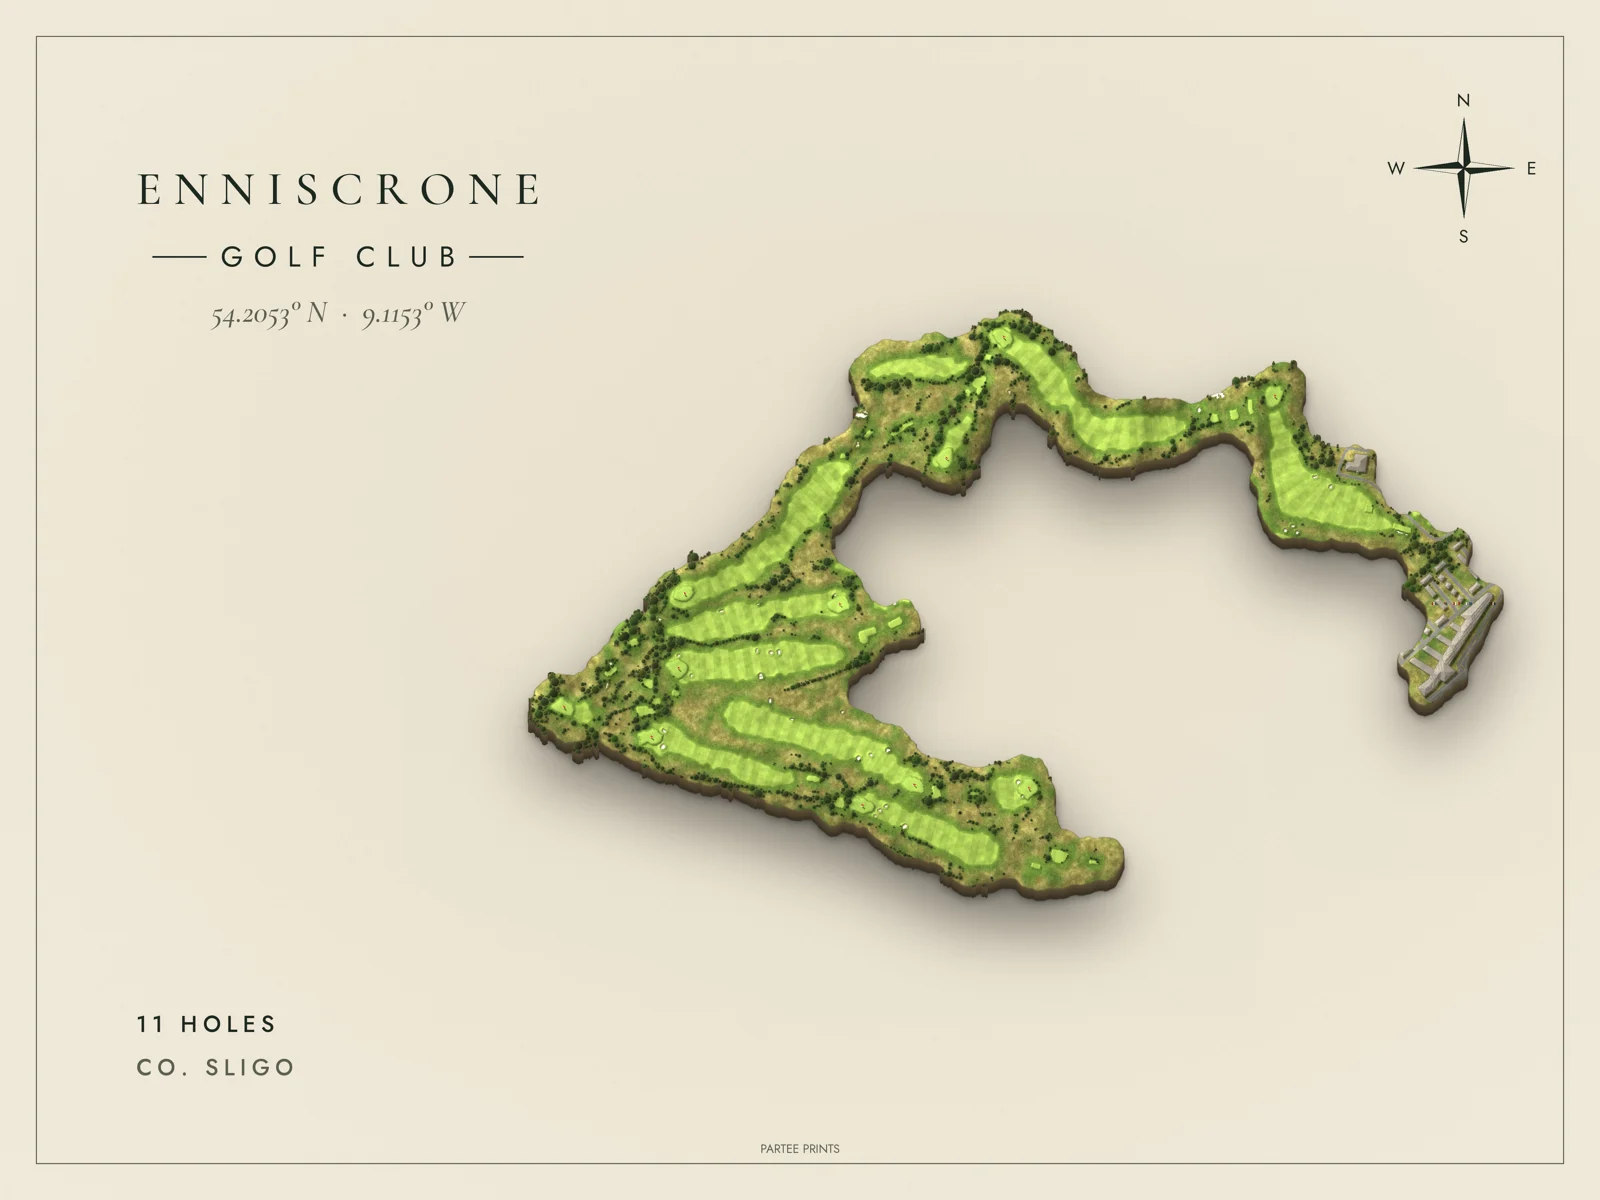 ENNISCRONE
GOLF CLUB
54.2053° N · 9.1153° W
N
W E
S
11 HOLES
CO. SLIGO
PARTEE PRINTS